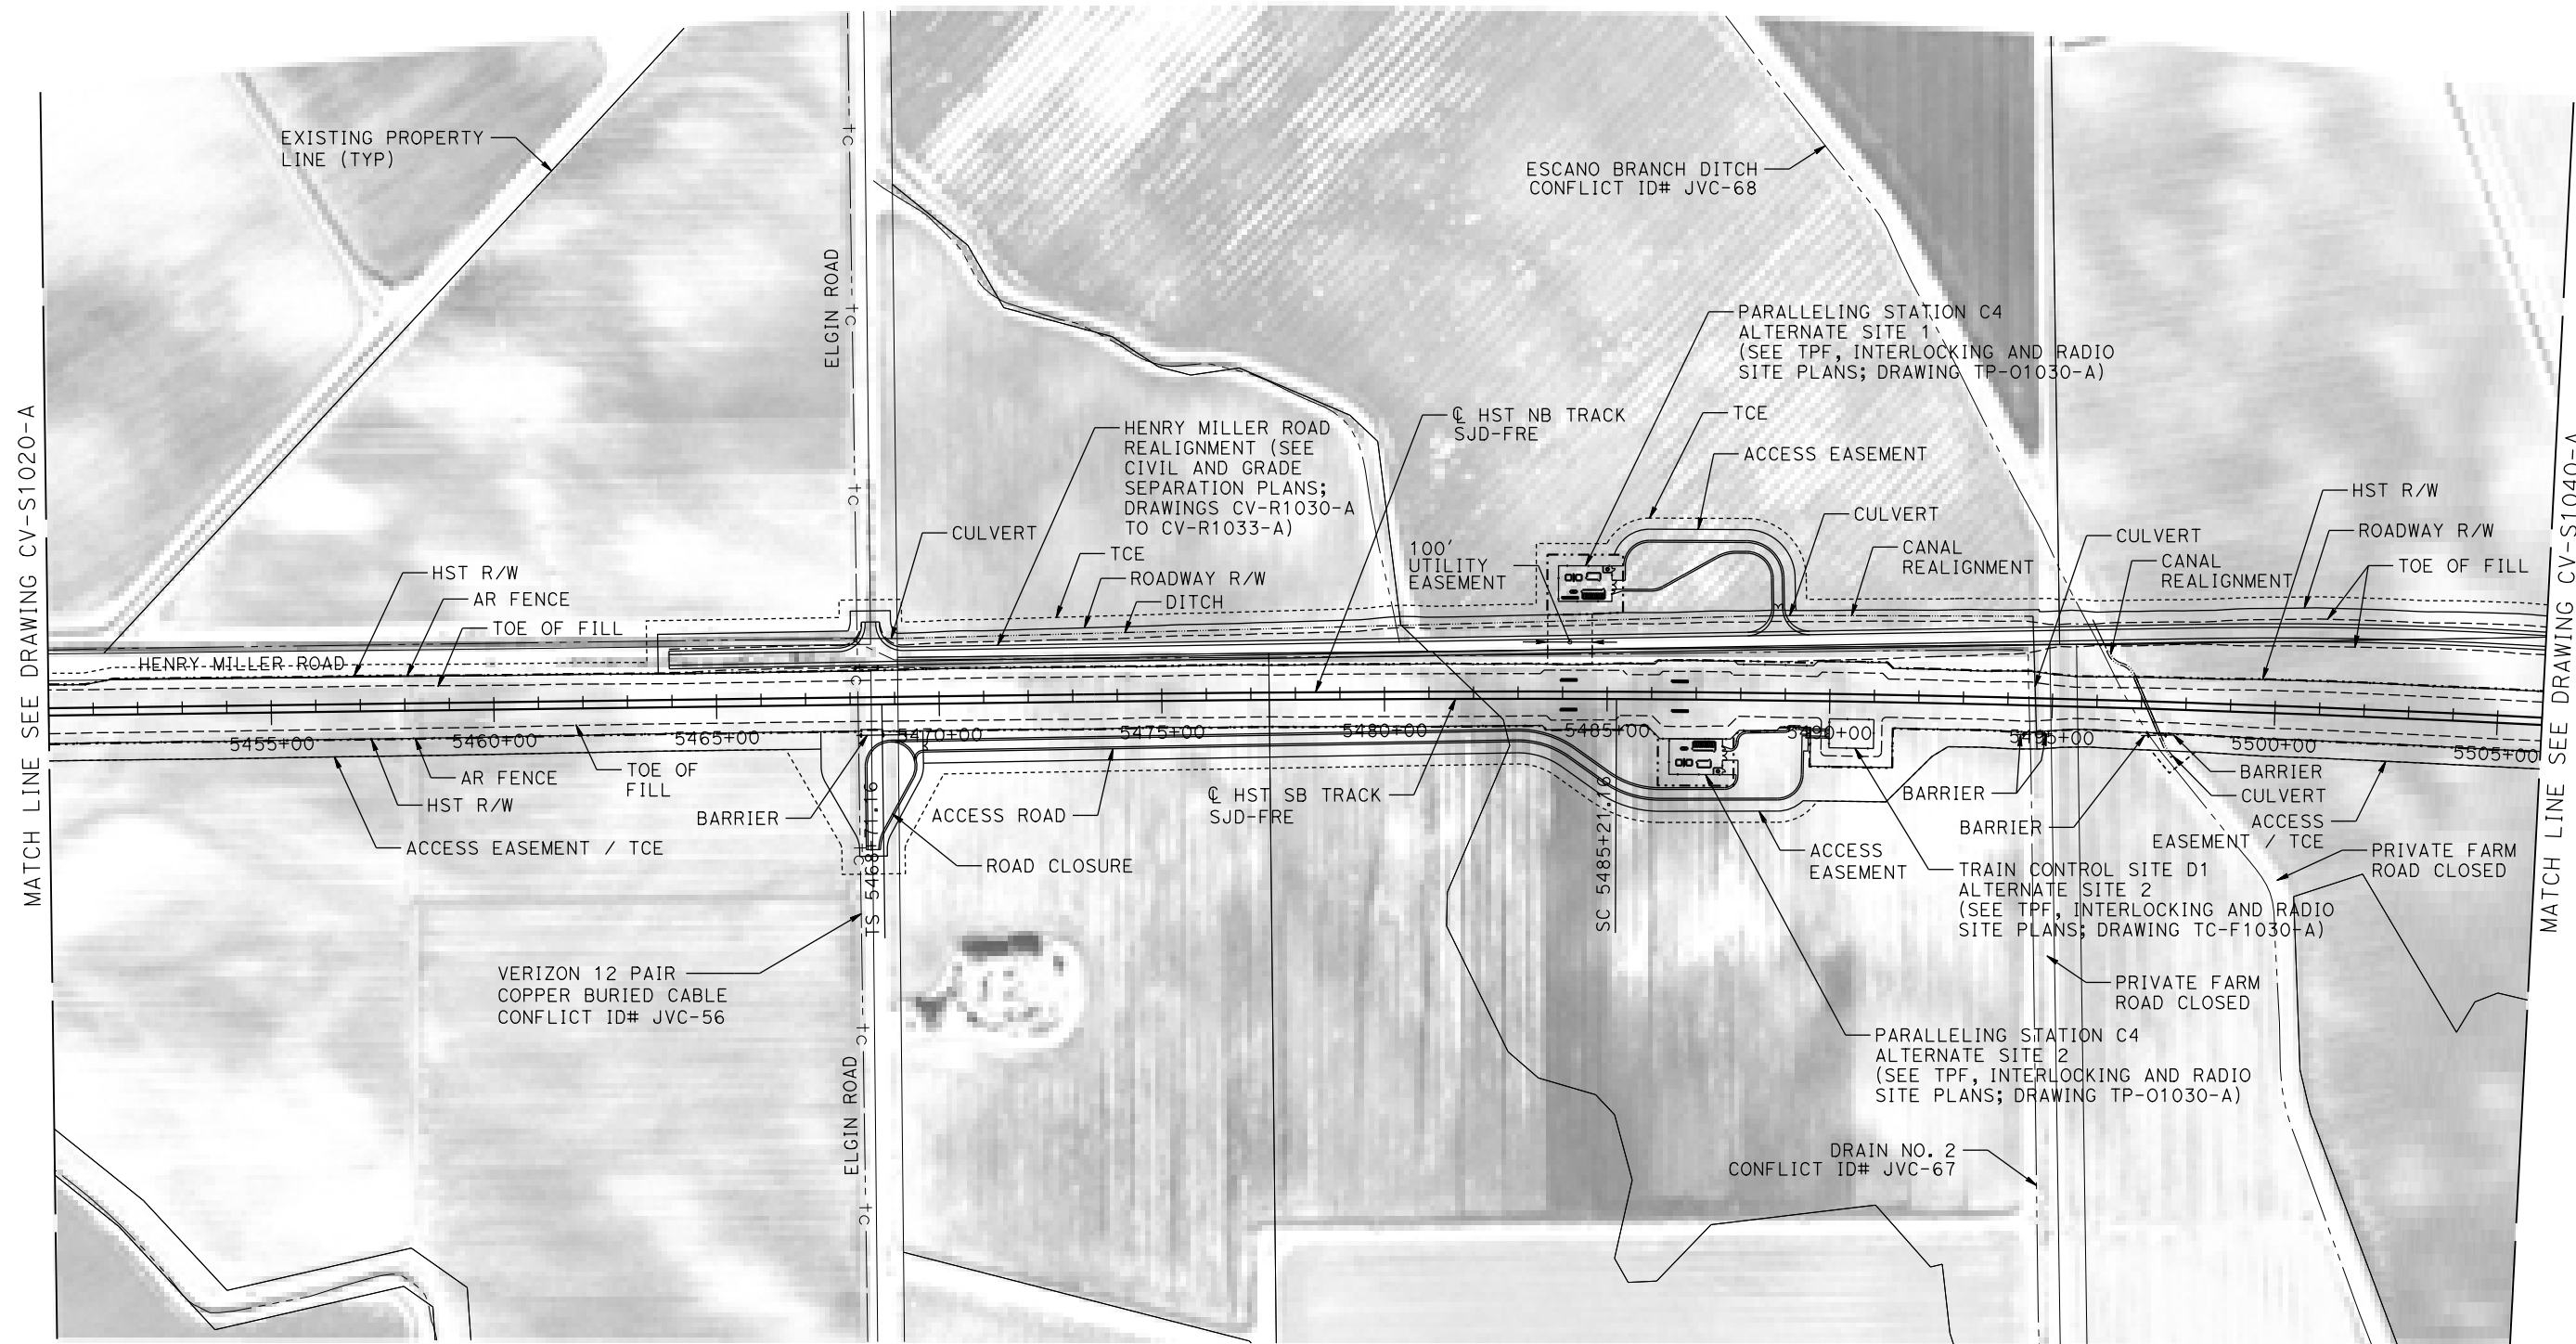 EXISTING PROPERTY
LINE (TYP)
ESCANO BRANCH DITCH
CONFLICT ID# JVC-68
ELGIN ROAD
PARALLELING STATION C4
ALTERNATE SITE 1
(SEE TPF, INTERLOCKING AND RADIO
SITE PLANS; DRAWING TP-01030-A)
TCE
ACCESS EASEMENT
℄ HST NB TRACK
SJD-FRE
HENRY MILLER ROAD
REALIGNMENT (SEE
CIVIL AND GRADE
SEPARATION PLANS;
DRAWINGS CV-R1030-A
TO CV-R1033-A)
CULVERT
TCE
ROADWAY R/W
DITCH
100'
UTILITY
EASEMENT
CULVERT
CANAL
REALIGNMENT
CULVERT
CANAL
REALIGNMENT
HST R/W
ROADWAY R/W
TOE OF FILL
HST R/W
AR FENCE
TOE OF FILL
HENRY MILLER ROAD
MATCH LINE SEE DRAWING CV-S1020-A
MATCH LINE SEE DRAWING CV-S1040-A
5455+00
5460+00
5465+00
5470+00
5475+00
5480+00
5485+00
5490+00
5495+00
5500+00
5505+00
AR FENCE
HST R/W
ACCESS EASEMENT / TCE
TOE OF
FILL
BARRIER
TS 5468+71.16
ACCESS ROAD
ROAD CLOSURE
℄ HST SB TRACK
SJD-FRE
SC 5485+21.16
ACCESS
EASEMENT
BARRIER
BARRIER
BARRIER
CULVERT
ACCESS
EASEMENT / TCE
PRIVATE FARM
ROAD CLOSED
TRAIN CONTROL SITE D1
ALTERNATE SITE 2
(SEE TPF, INTERLOCKING AND RADIO
SITE PLANS; DRAWING TC-F1030-A)
PRIVATE FARM
ROAD CLOSED
VERIZON 12 PAIR
COPPER BURIED CABLE
CONFLICT ID# JVC-56
PARALLELING STATION C4
ALTERNATE SITE 2
(SEE TPF, INTERLOCKING AND RADIO
SITE PLANS; DRAWING TP-01030-A)
ELGIN ROAD
DRAIN NO. 2
CONFLICT ID# JVC-67